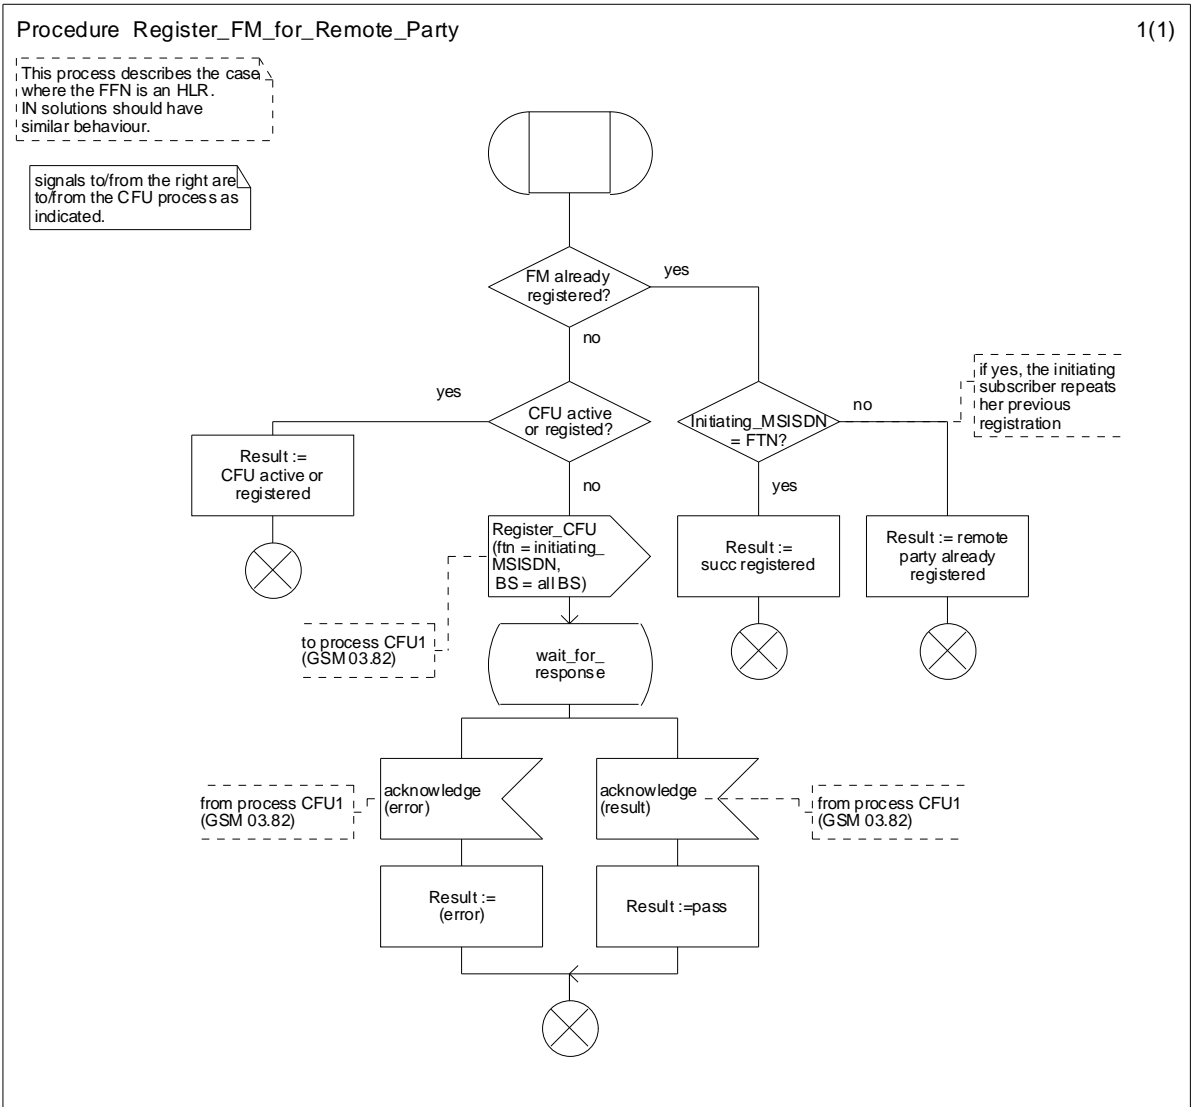 Procedure Register_FM_for_Remote_Party
1(1)
This process describes the case
where the FFN is an HLR.
IN solutions should have
similar behaviour.
signals to/from the right are
to/from the CFU process as
indicated.
FM already
registered?
yes
no
if yes, the initiating
subscriber repeats
her previous
registration
yes
CFU active
or registed?
Initiating_MSISDN
= FTN?
no
Result :=
CFU active or
registered
no
yes
Register_CFU
(ftn = initiating_
MSISDN,
BS = all BS)
Result :=
succ registered
Result := remote
party already
registered
to process CFU1
(GSM 03.82)
wait_for_
response
from process CFU1
(GSM 03.82)
acknowledge
(error)
acknowledge
(result)
from process CFU1
(GSM 03.82)
Result :=
(error)
Result :=pass